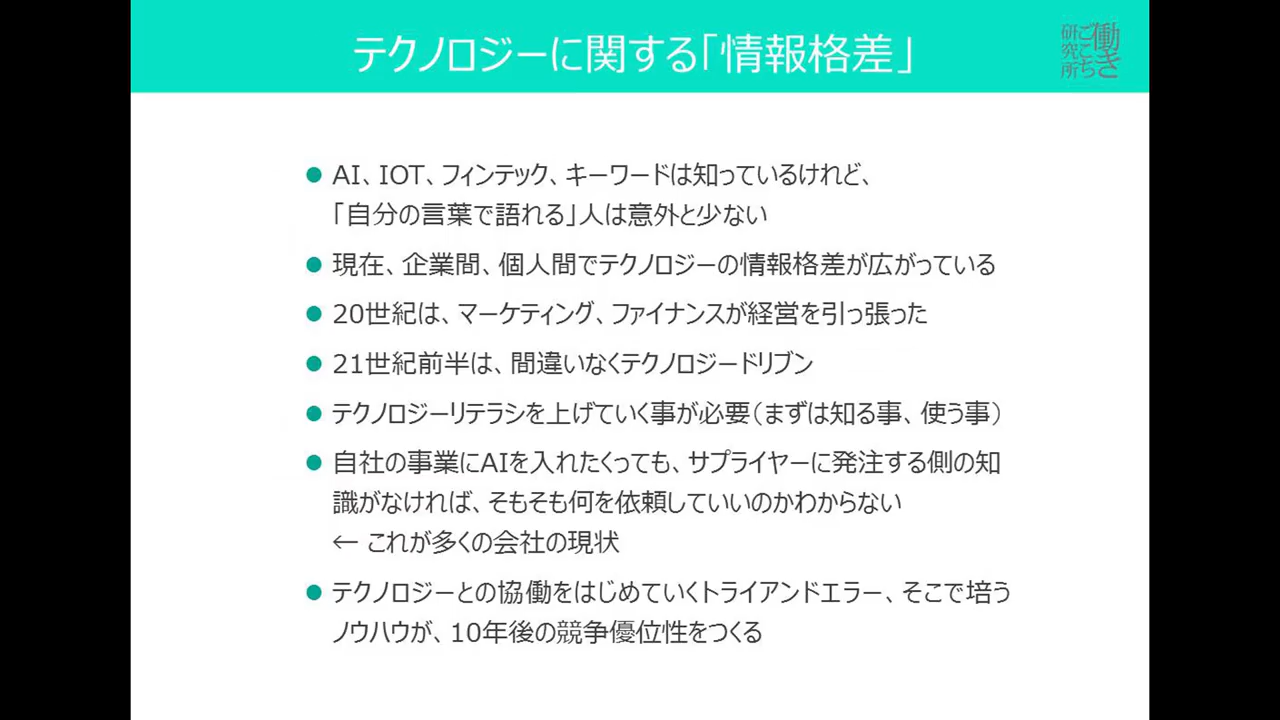 テクノロジーに関する「情報格差」
働きごこち研究所
● AI、IOT、フィンテック、キーワードは知っているけれど、
「自分の言葉で語れる」人は意外と少ない
● 現在、企業間、個人間でテクノロジーの情報格差が広がっている
● 20世紀は、マーケティング、ファイナンスが経営を引っ張った
● 21世紀前半は、間違いなくテクノロジードリブン
● テクノロジーリテラシを上げていく事が必要（まずは知る事、使う事）
● 自社の事業にAIを入れたくっても、サプライヤーに発注する側の知
識がなければ、そもそも何を依頼していいのかわからない
← これが多くの会社の現状
● テクノロジーとの協働をはじめていくトライアンドエラー、そこで培う
ノウハウが、10年後の競争優位性をつくる